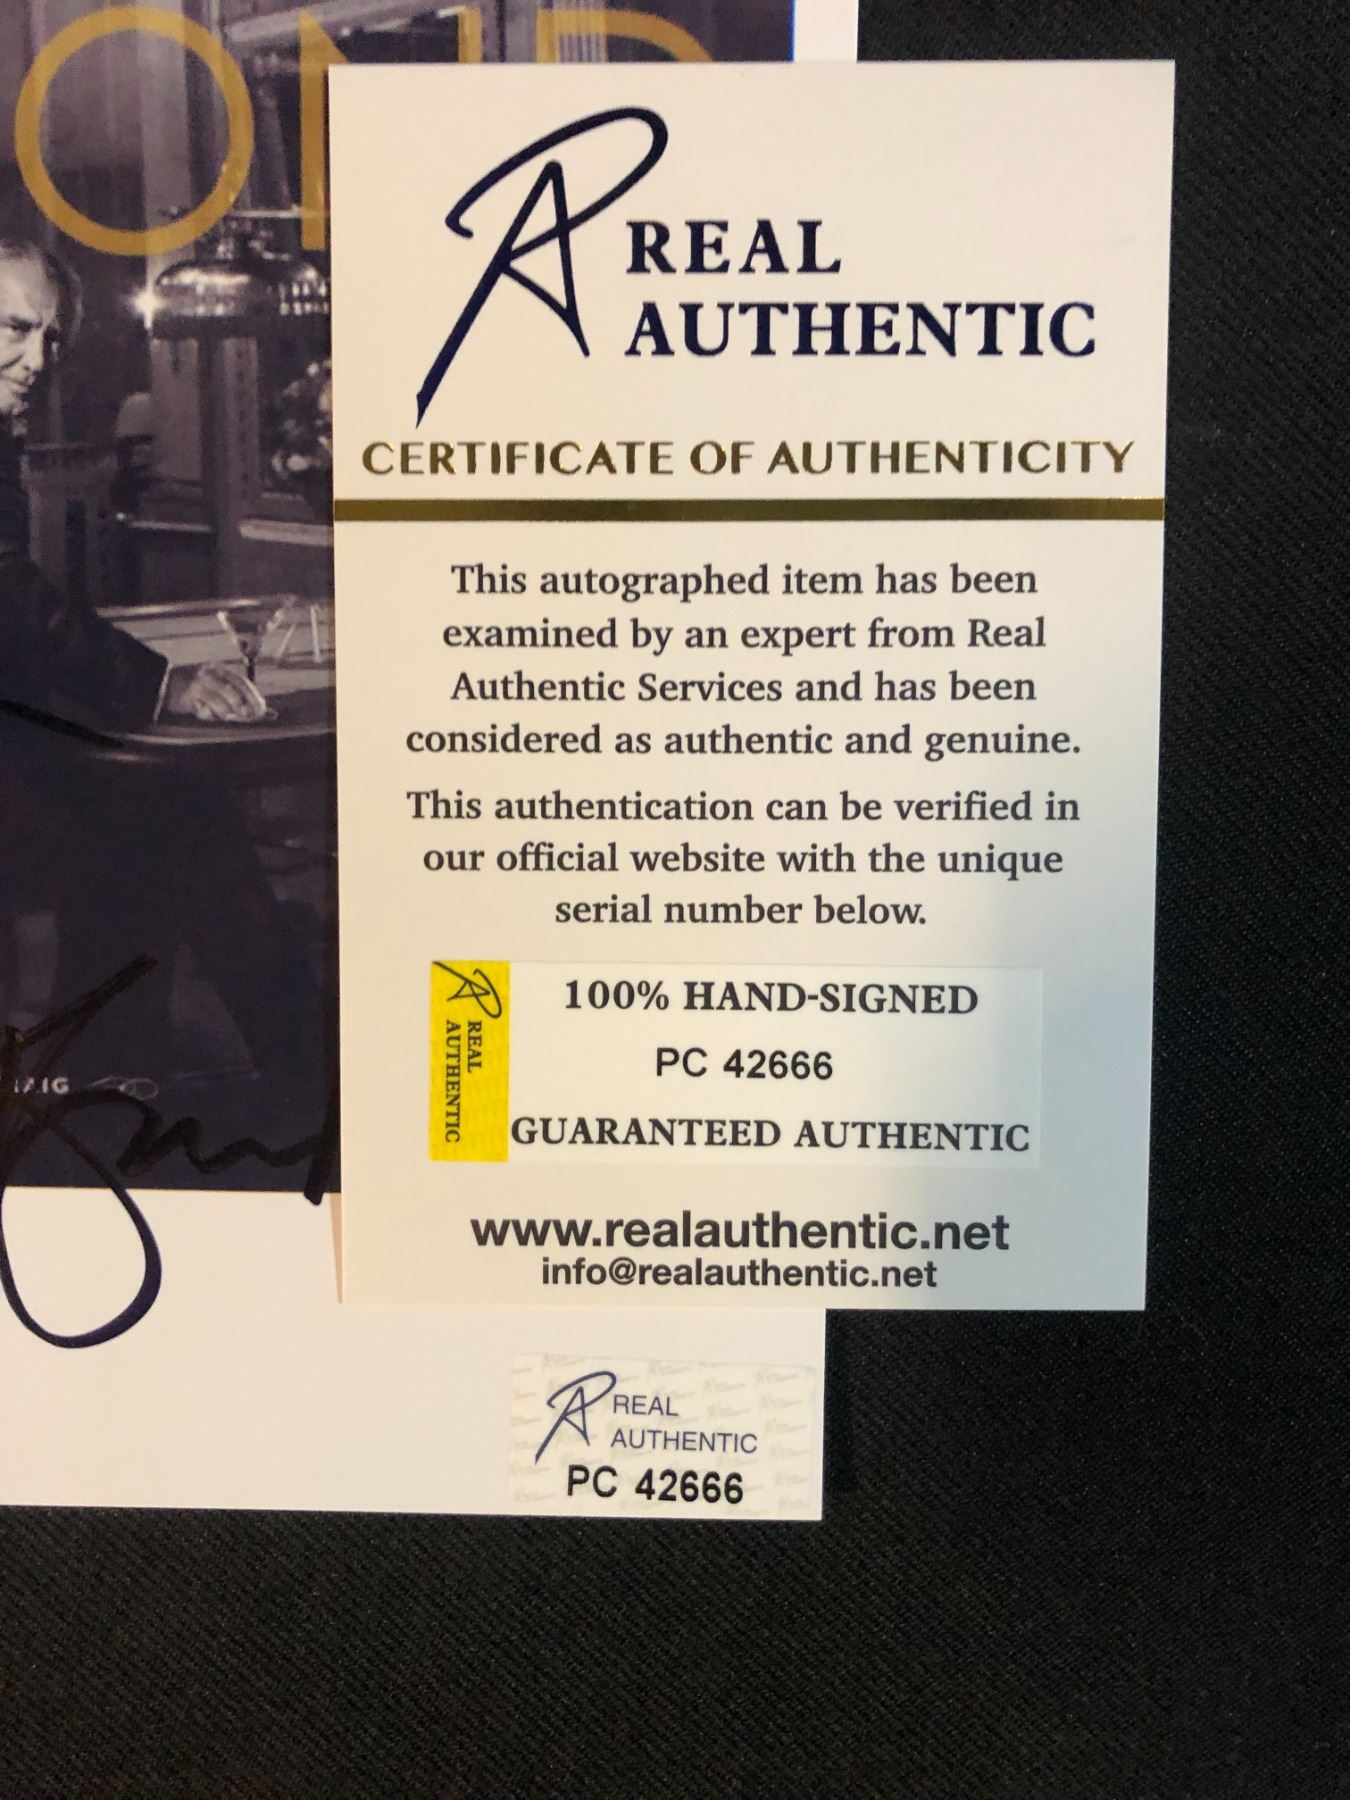 OND
REAL
AUTHENTIC
CERTIFICATE OF AUTHENTICITY
This autographed item has been
examined by an expert from Real
Authentic Services and has been
considered as authentic and genuine.
This authentication can be verified in
our official website with the unique
serial number below.
REAL
AUTHENTIC
100% HAND-SIGNED
PC 42666
GUARANTEED AUTHENTIC
www.realauthentic.net
info@realauthentic.net
AIG
REAL
AUTHENTIC
PC 42666